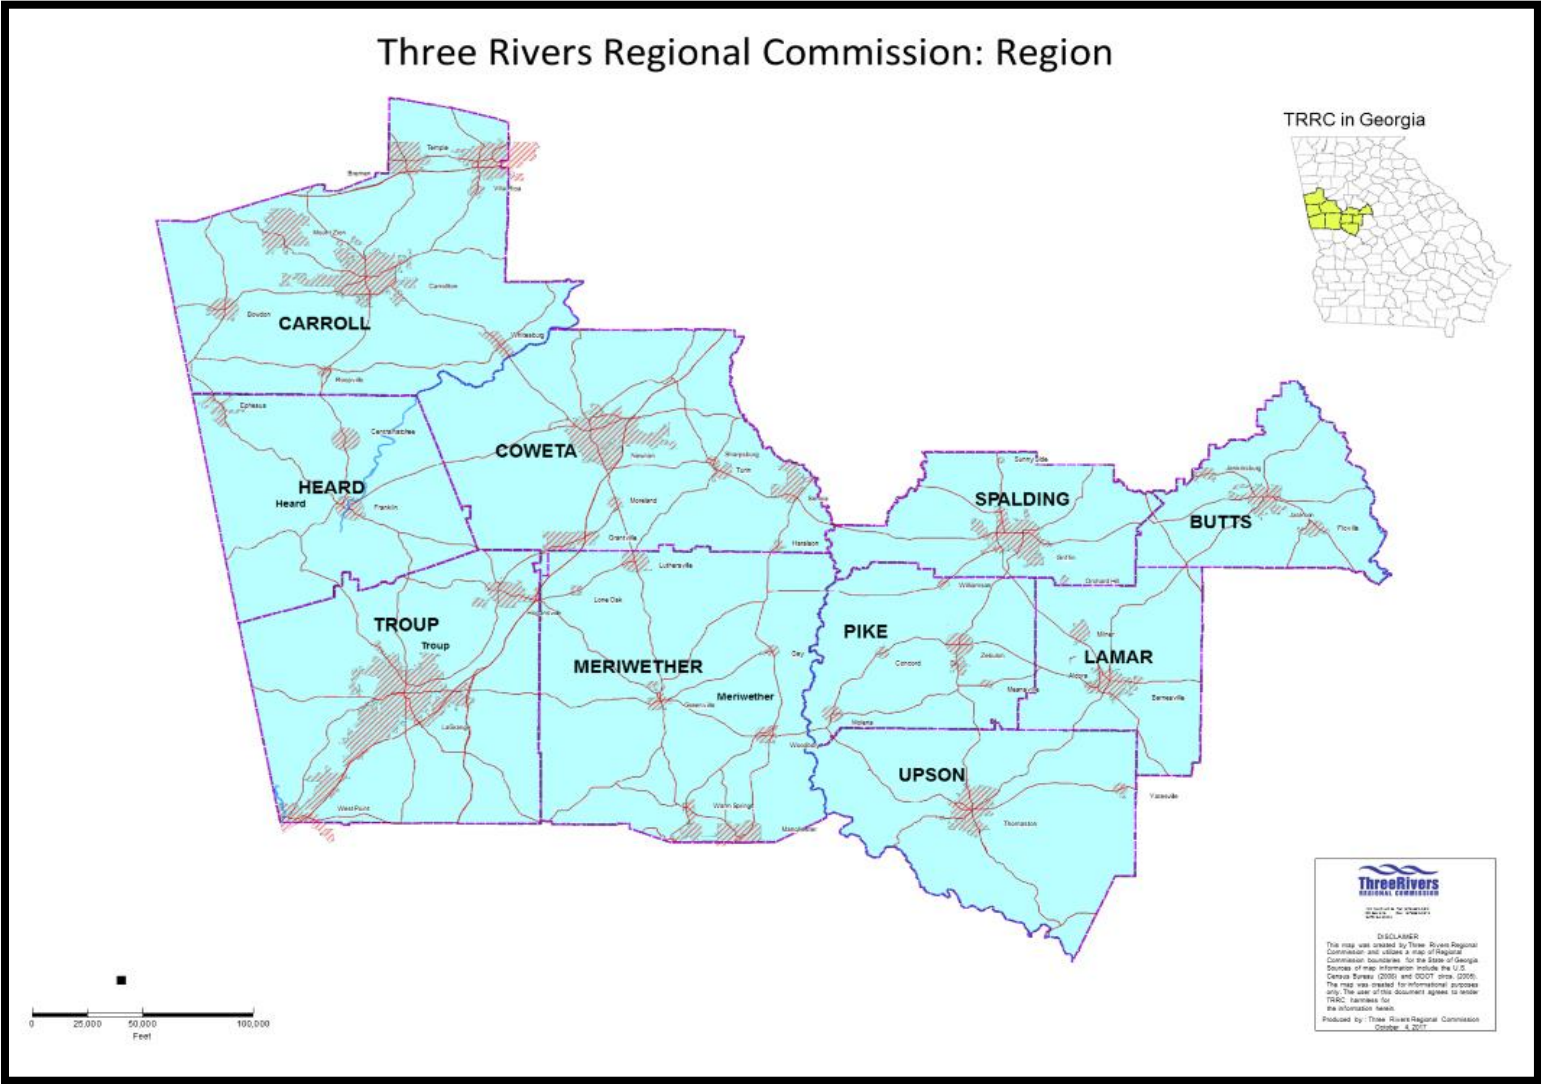 Three Rivers Regional Commission: Region
TRRC in Georgia
Temple
Bremen
Villa Rica
Mount Zion
Carrollton
Bowdon
CARROLL
Whitesburg
Roopville
Ephesus
Centralhatchee
COWETA
Newnan
Sharpsburg
Turin
HEARD
Heard
Franklin
Moreland
Senoia
Grantville
Haralson
Sunny Side
SPALDING
Griffin
Orchard Hill
Jenkinsburg
BUTTS
Jackson
Flovilla
Luthersville
Lone Oak
Hogansville
TROUP
Troup
LaGrange
West Point
MERIWETHER
Meriwether
Gay
Greenville
Woodbury
Warm Springs
Manchester
Williamson
PIKE
Concord
Zebulon
Meansville
Molena
Milner
LAMAR
Aldora
Barnesville
UPSON
Thomaston
Yatesville
0 25,000 50,000 100,000
Feet
ThreeRivers
REGIONAL COMMISSION
DISCLAIMER
This map was created by Three Rivers Regional
Commission and utilizes a map of Regional
Commission boundaries for the State of Georgia
Sources of map information include the U.S.
Census Bureau (2000) and GDOT circa. (2005).
The map was created for informational purposes
only. The user of this document agrees to render
TRRC harmless for
the information herein.
Produced by : Three Rivers Regional Commission
October 4, 2017